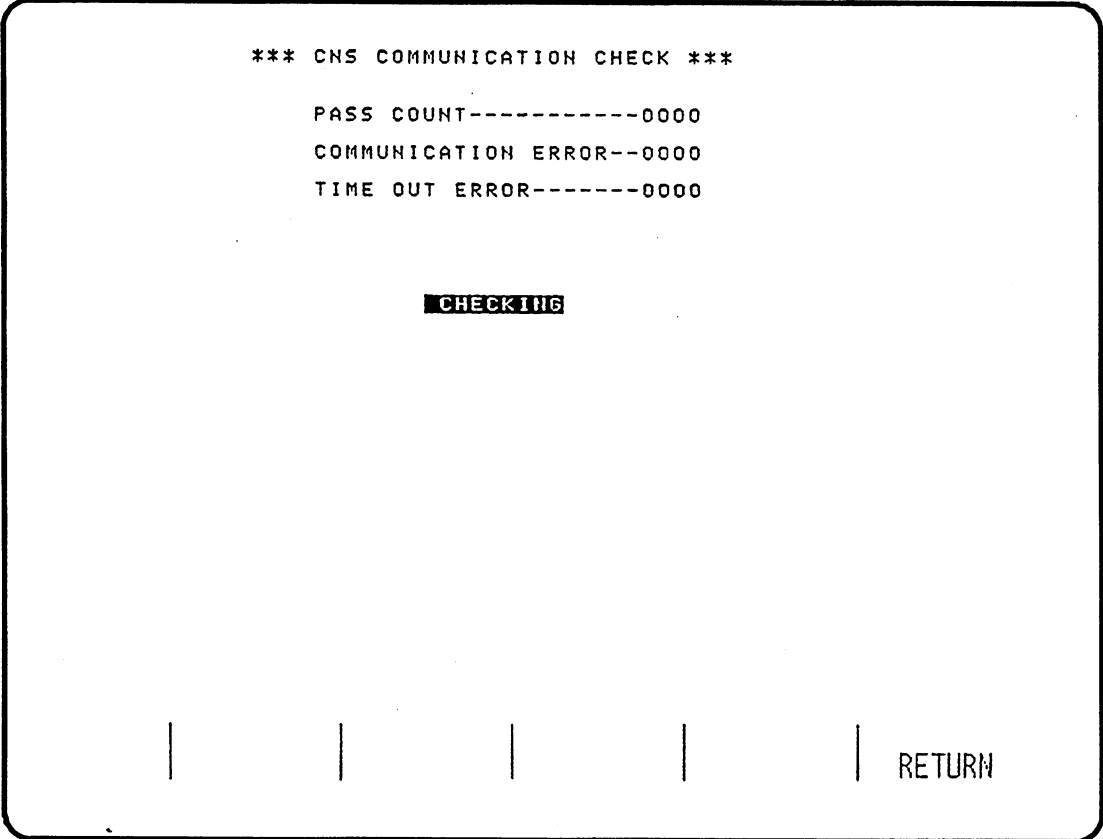 *** CNS COMMUNICATION CHECK ***
PASS COUNT-----------0000
COMMUNICATION ERROR--0000
TIME OUT ERROR-------0000
CHECKING
RETURN